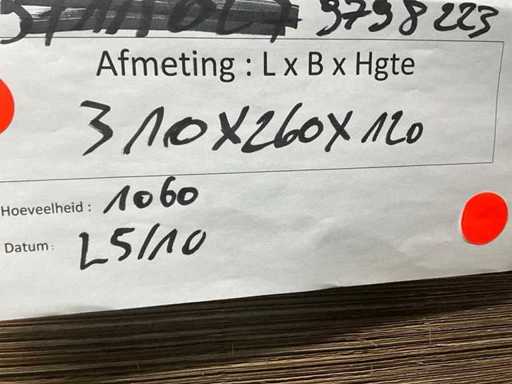 9798223
Afmeting : L x B x Hgte
310x260x120
Hoeveelheid : 1060
Datum : 25/10